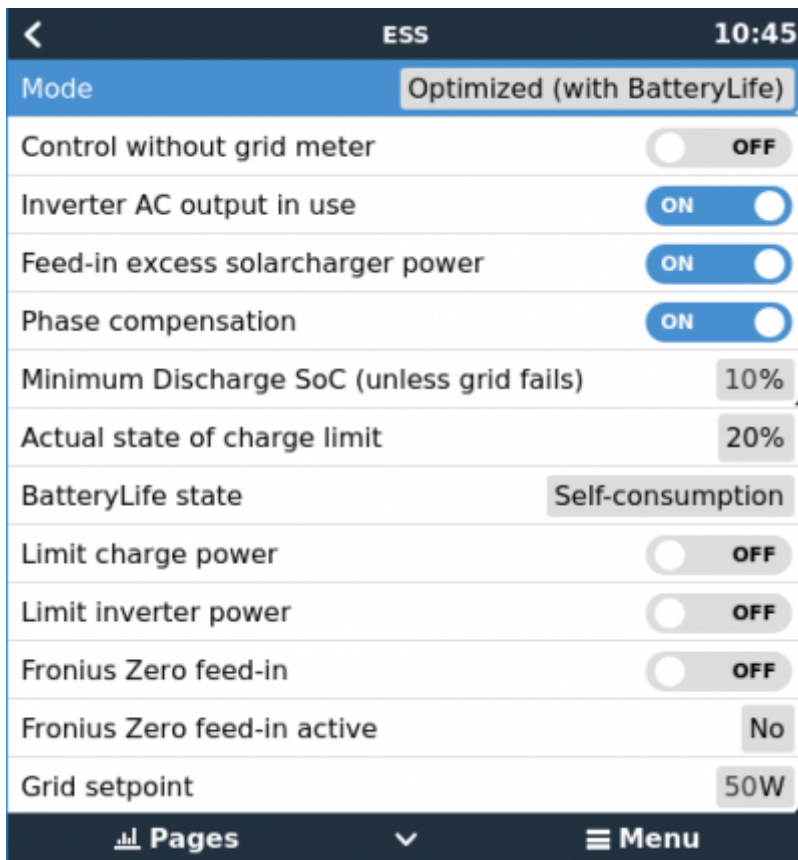 ESS 10:45
Mode Optimized (with BatteryLife)
Control without grid meter OFF
Inverter AC output in use ON
Feed-in excess solarcharger power ON
Phase compensation ON
Minimum Discharge SoC (unless grid fails) 10%
Actual state of charge limit 20%
BatteryLife state Self-consumption
Limit charge power OFF
Limit inverter power OFF
Fronius Zero feed-in OFF
Fronius Zero feed-in active No
Grid setpoint 50W
Pages Menu